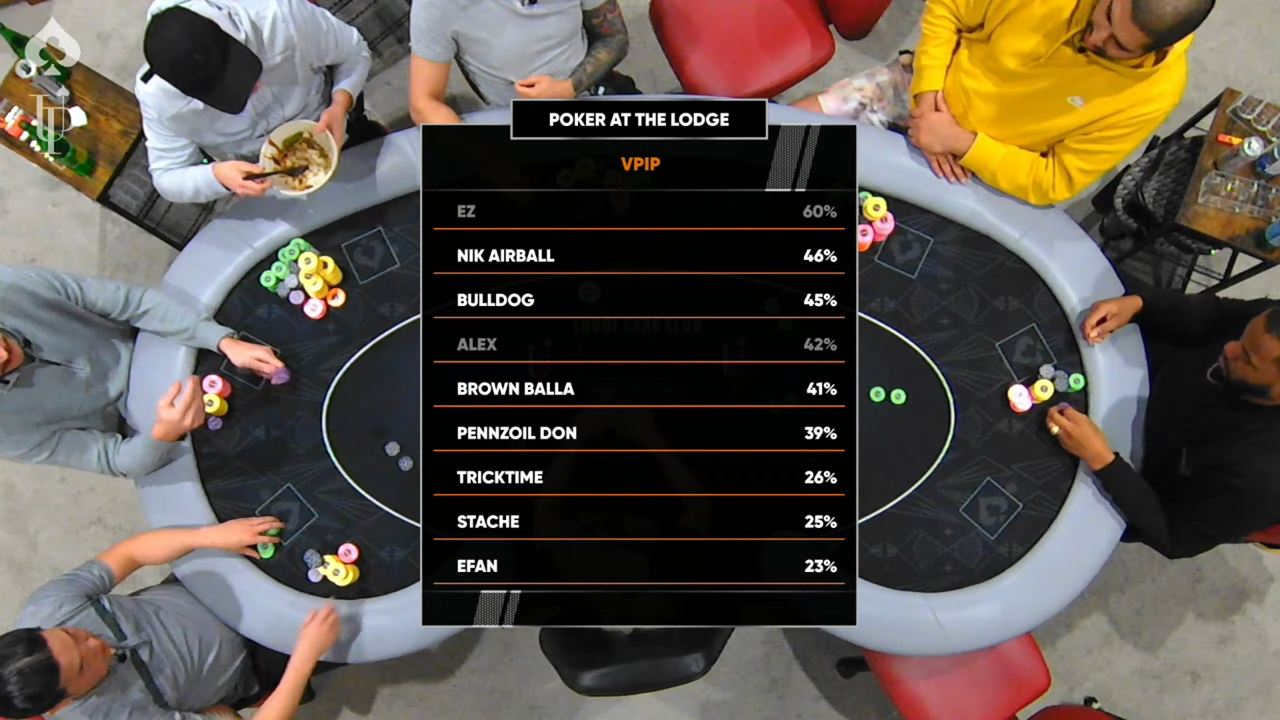 POKER AT THE LODGE
VPIP
EZ 60%
NIK AIRBALL 46%
BULLDOG 45%
ALEX 42%
BROWN BALLA 41%
PENNZOIL DON 39%
TRICKTIME 26%
STACHE 25%
EFAN 23%